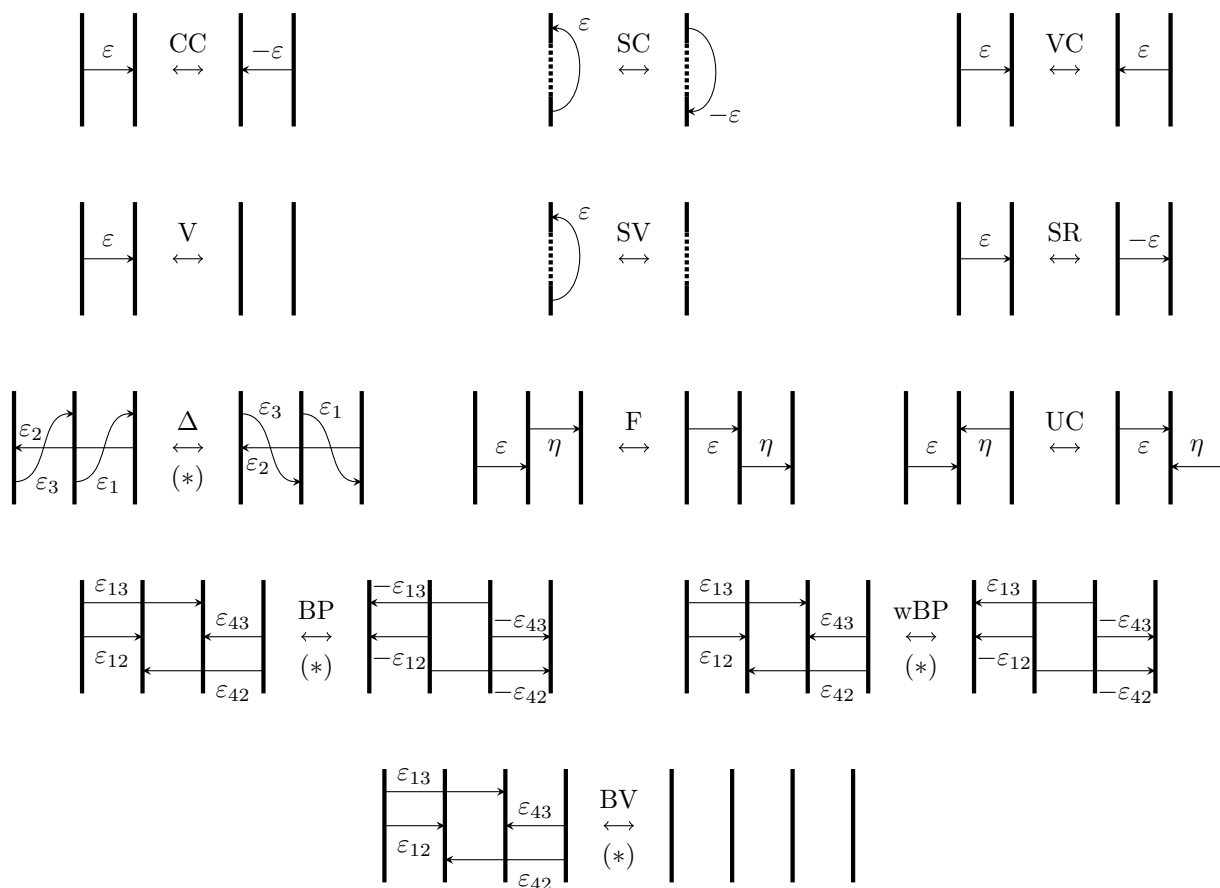 ε CC −ε ε SC −ε ε VC ε
ε V ε SV ε SR −ε
ε₂ ε₃ ε₁ Δ (∗) ε₃ ε₁ ε₂ ε η F ε η ε η UC ε η
ε₁₃ ε₁₂ ε₄₃ ε₄₂ BP (∗) −ε₁₃ −ε₁₂ −ε₄₃ −ε₄₂ ε₁₃ ε₁₂ ε₄₃ ε₄₂ wBP (∗) ε₁₃ −ε₁₂ −ε₄₃ −ε₄₂
ε₁₃ ε₁₂ ε₄₃ ε₄₂ BV (∗)